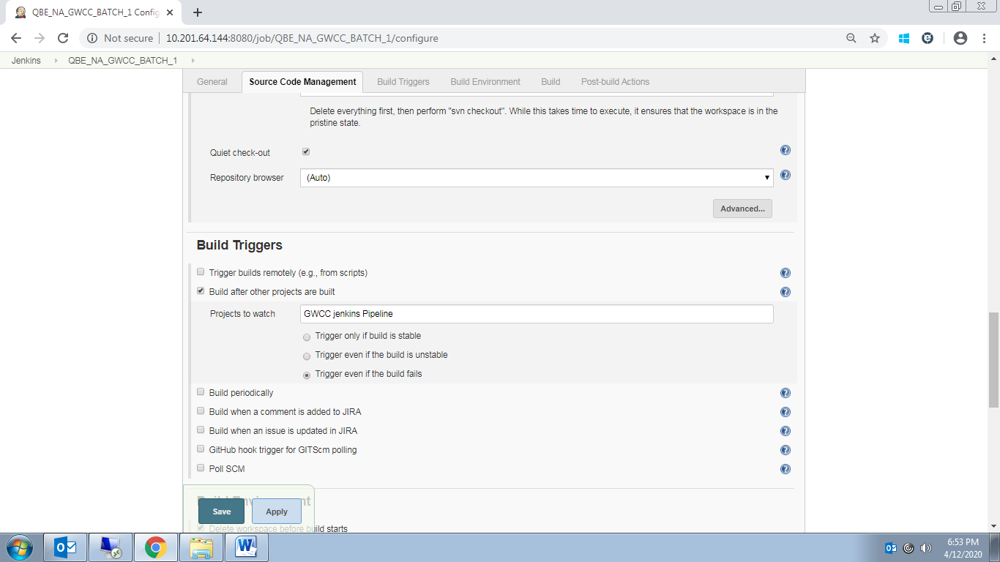 QBE_NA_GWCC_BATCH_1 Config
Not secure 10.201.64.144:8080/job/QBE_NA_GWCC_BATCH_1/configure
Jenkins QBE_NA_GWCC_BATCH_1
General Source Code Management Build Triggers Build Environment Build Post-build Actions
Delete everything first, then perform "svn checkout". While this takes time to execute, it ensures that the workspace is in the
pristine state.
Quiet check-out
Repository browser (Auto)
Advanced...
Build Triggers
Trigger builds remotely (e.g., from scripts)
Build after other projects are built
Projects to watch GWCC jenkins Pipeline
Trigger only if build is stable
Trigger even if the build is unstable
Trigger even if the build fails
Build periodically
Build when a comment is added to JIRA
Build when an issue is updated in JIRA
GitHub hook trigger for GITScm polling
Poll SCM
Build Environment
Save Apply
Delete workspace before build starts
6:53 PM
4/12/2020